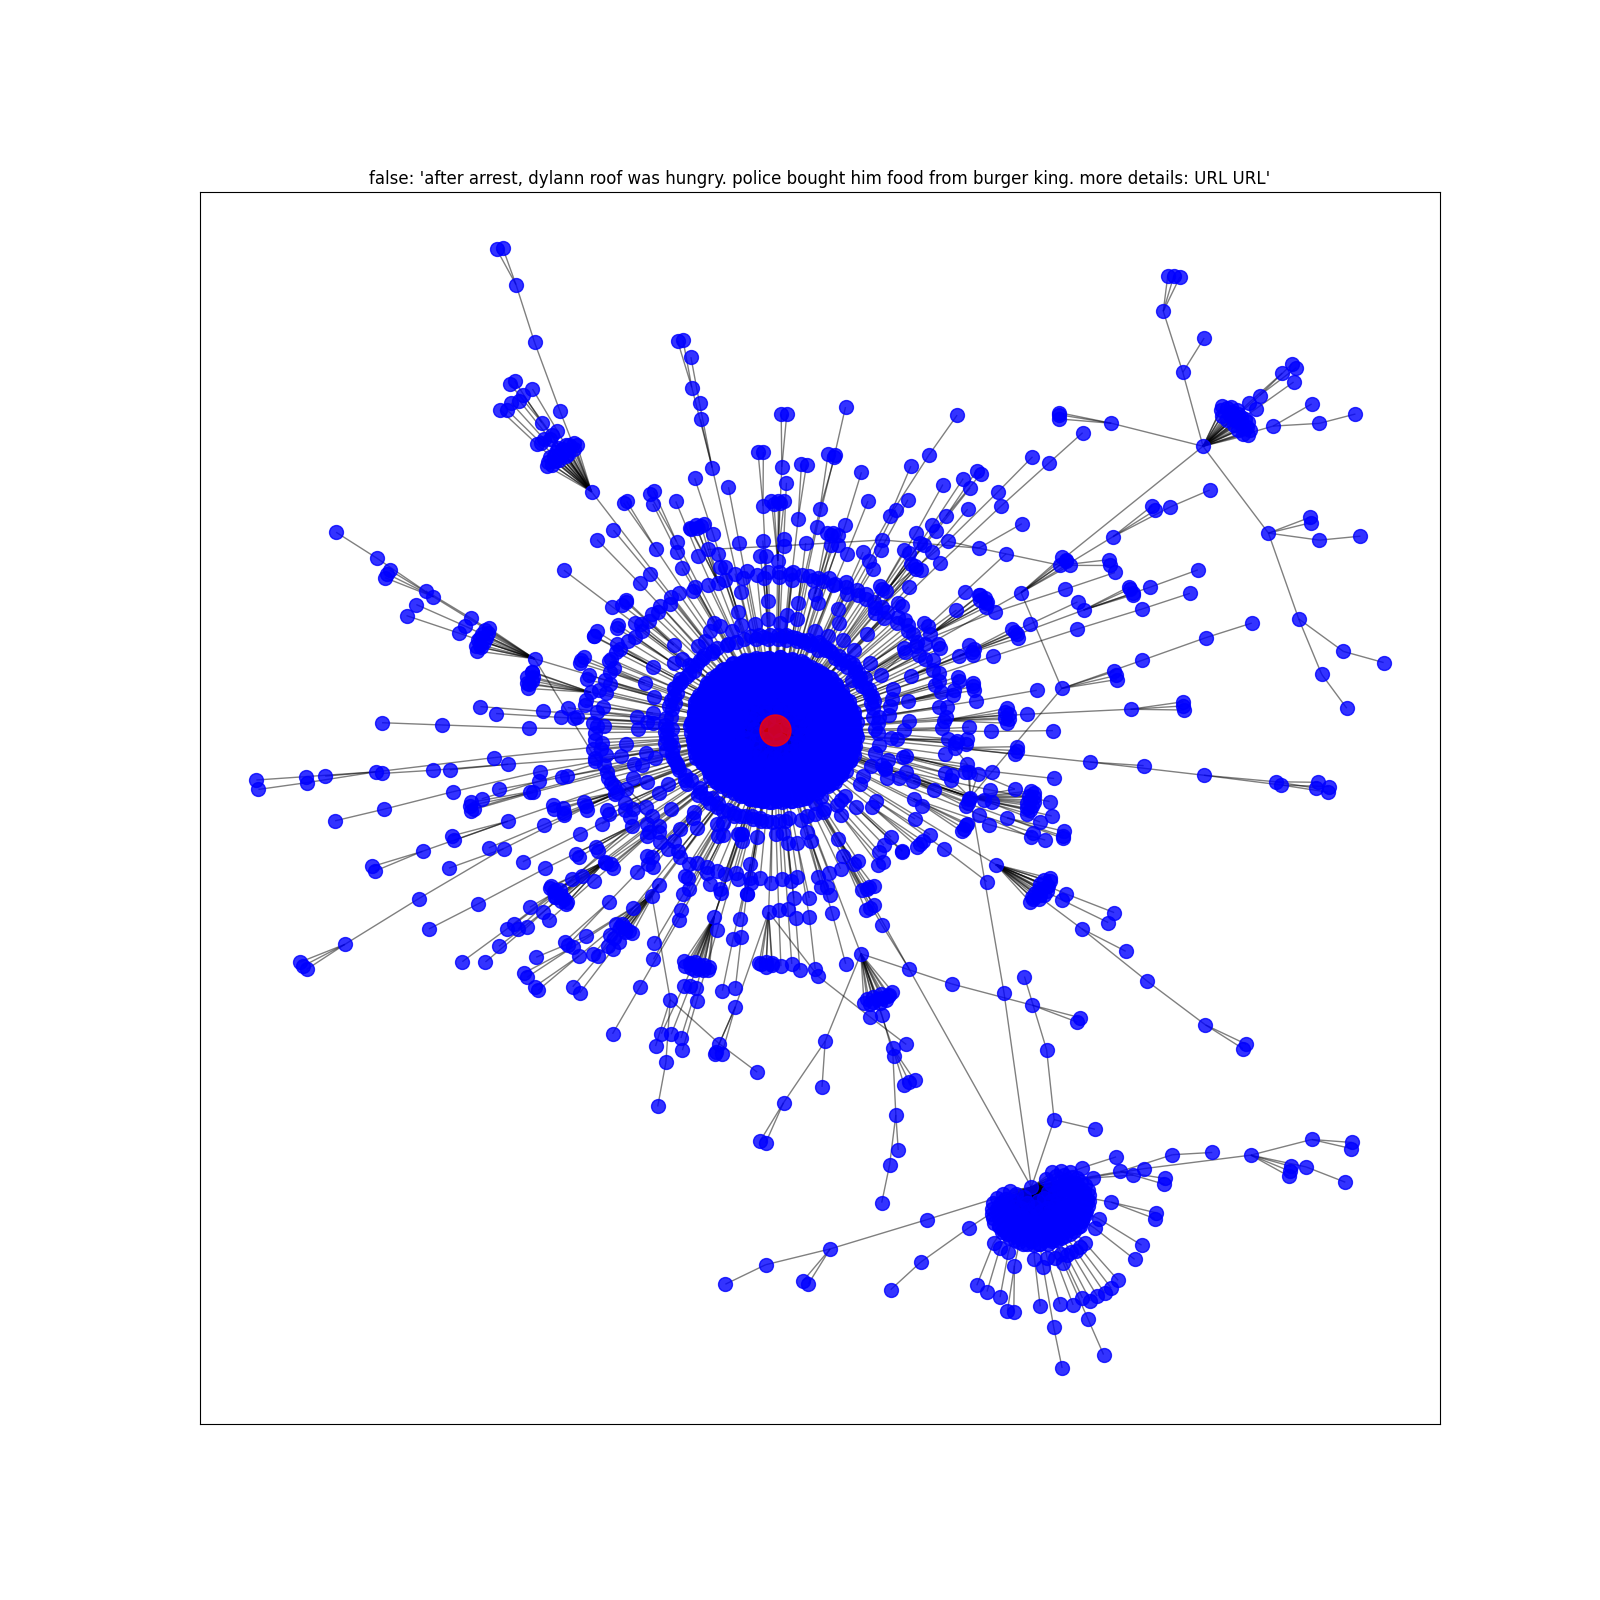 false: 'after arrest, dylann roof was hungry. police bought him food from burger king. more details: URL URL'